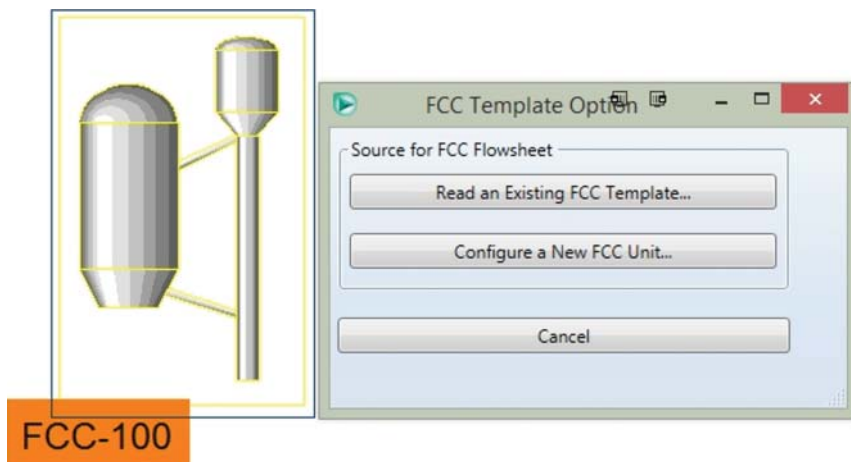 FCC Template Option
Source for FCC Flowsheet
Read an Existing FCC Template...
Configure a New FCC Unit...
Cancel
FCC-100